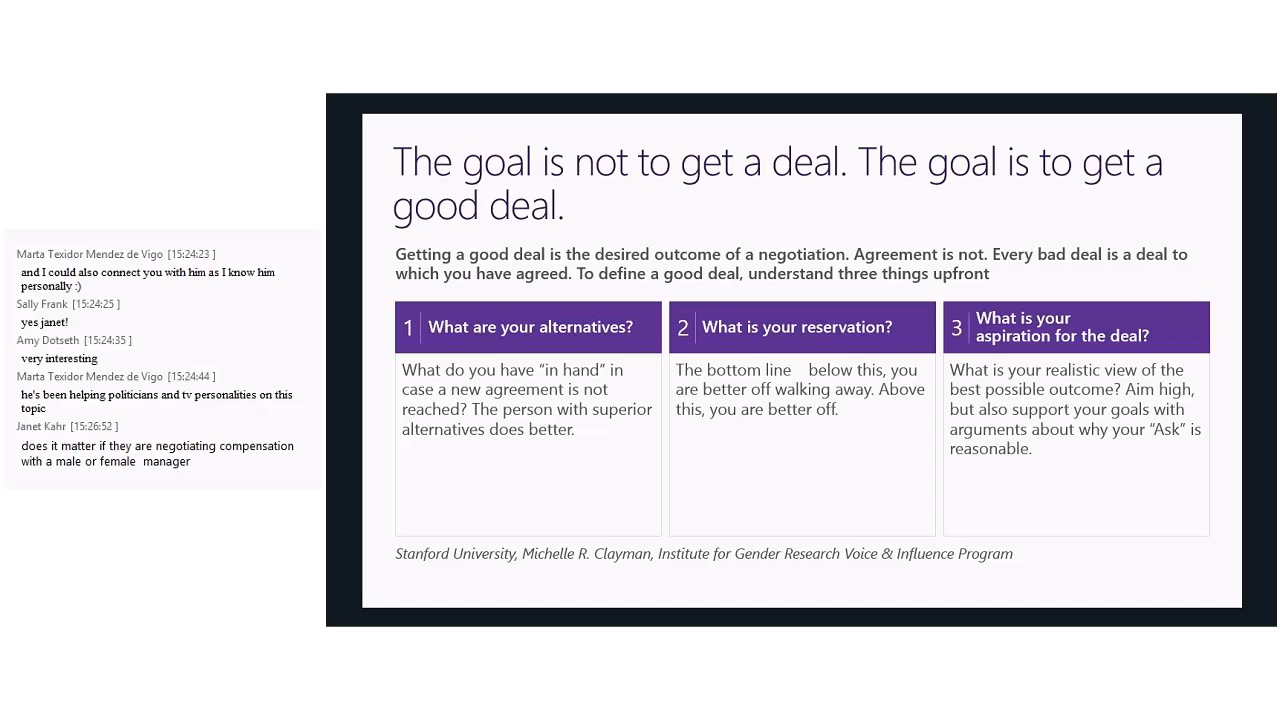 Marta Texidor Mendez de Vigo [15:24:23 ]
and I could also connect you with him as I know him
personally :)
Sally Frank [15:24:25 ]
yes janet!
Amy Dotseth [15:24:35 ]
very interesting
Marta Texidor Mendez de Vigo [15:24:44 ]
he's been helping politicians and tv personalities on this
topic
Janet Kahr [15:26:52 ]
does it matter if they are negotiating compensation
with a male or female manager
The goal is not to get a deal. The goal is to get a
good deal.
Getting a good deal is the desired outcome of a negotiation. Agreement is not. Every bad deal is a deal to
which you have agreed. To define a good deal, understand three things upfront
1 What are your alternatives?
What do you have “in hand” in
case a new agreement is not
reached? The person with superior
alternatives does better.
2 What is your reservation?
The bottom line below this, you
are better off walking away. Above
this, you are better off.
3 What is your
aspiration for the deal?
What is your realistic view of the
best possible outcome? Aim high,
but also support your goals with
arguments about why your “Ask” is
reasonable.
Stanford University, Michelle R. Clayman, Institute for Gender Research Voice & Influence Program